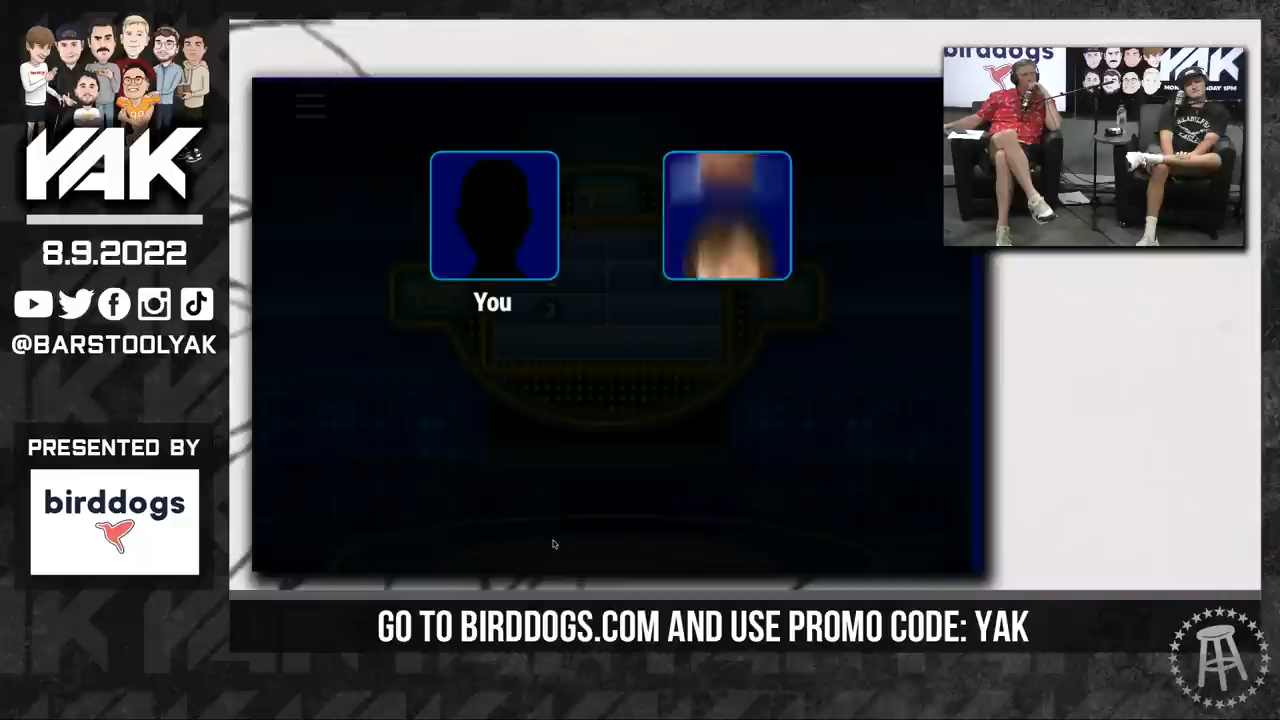 YAK
8.9.2022
@BARSTOOLYAK
PRESENTED BY
birddogs
You
birddogs
YAK
GO TO BIRDDOGS.COM AND USE PROMO CODE: YAK